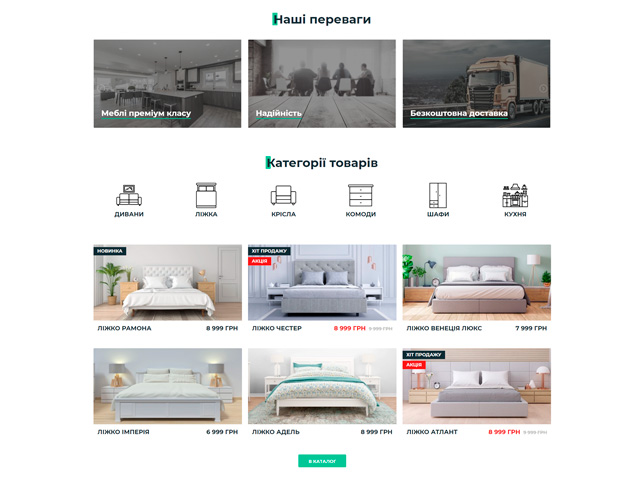 Наші переваги
Меблі преміум класу
Надійність
Безкоштовна доставка
Категорії товарів
ДИВАНИ
ЛІЖКА
КРІСЛА
КОМОДИ
ШАФИ
КУХНЯ
НОВИНКА
ХІТ ПРОДАЖУ
АКЦІЯ
ЛІЖКО РАМОНА 8 999 ГРН
ЛІЖКО ЧЕСТЕР 8 999 ГРН 9 999 ГРН
ЛІЖКО ВЕНЕЦІЯ ЛЮКС 7 999 ГРН
ХІТ ПРОДАЖУ
АКЦІЯ
ЛІЖКО ІМПЕРІЯ 6 999 ГРН
ЛІЖКО АДЕЛЬ 8 999 ГРН
ЛІЖКО АТЛАНТ 8 999 ГРН 9 999 ГРН
В КАТАЛОГ